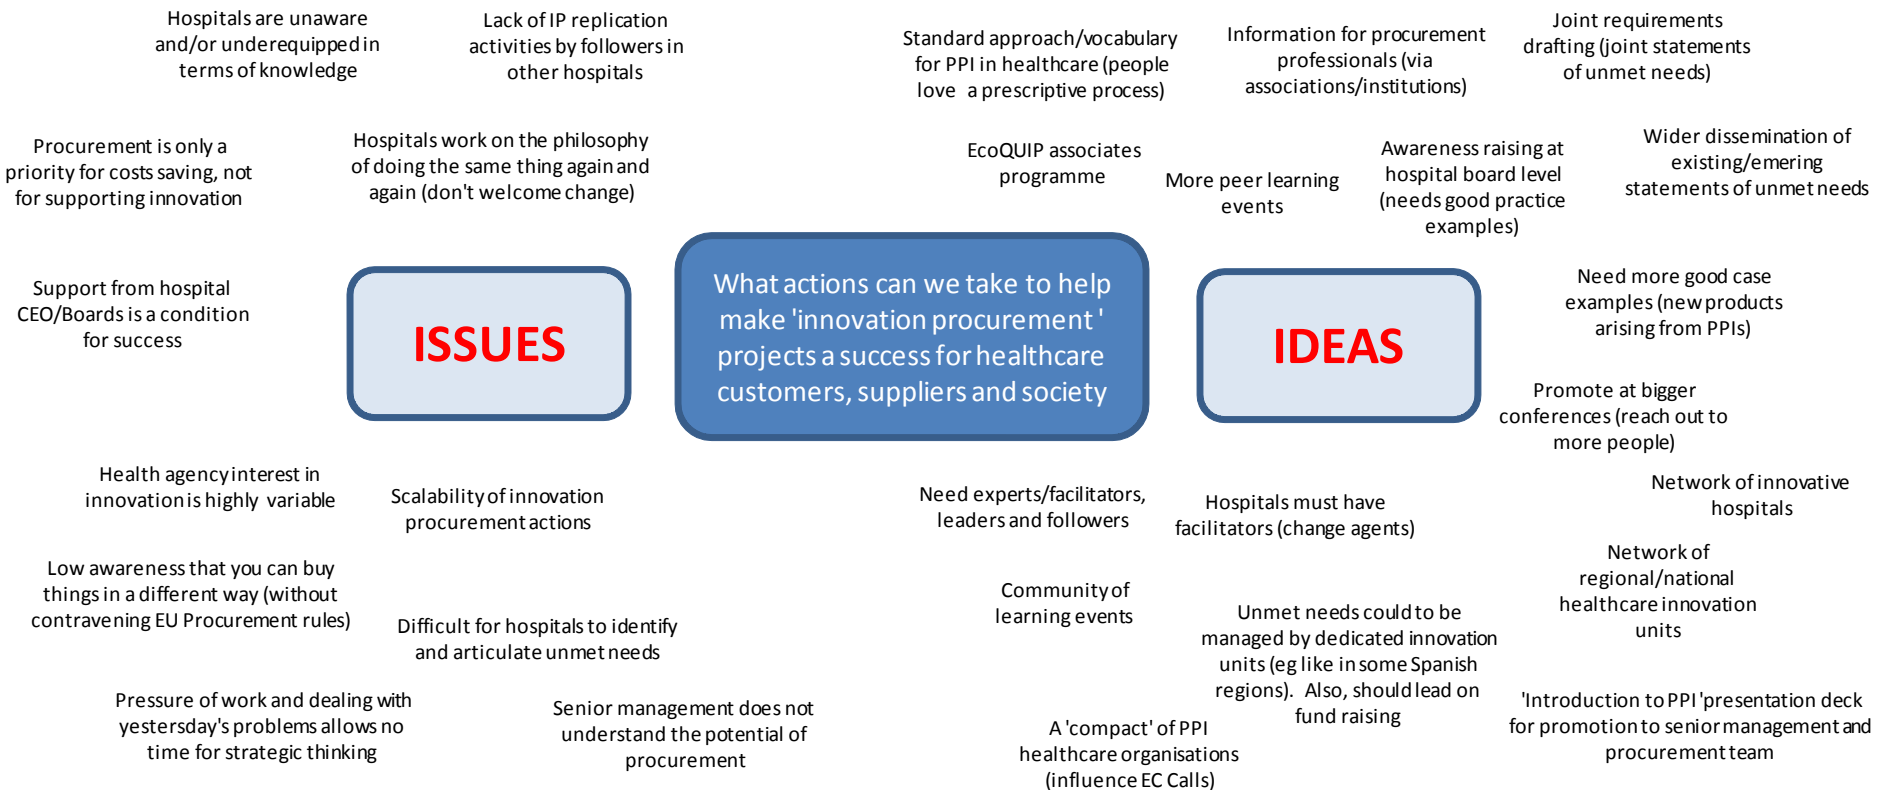 Hospitals are unaware
and/or underequipped in
terms of knowledge
Lack of IP replication
activities by followers in
other hospitals
Procurement is only a
priority for costs saving, not
for supporting innovation
Hospitals work on the philosophy
of doing the same thing again and
again (don't welcome change)
Support from hospital
CEO/Boards is a condition
for success
ISSUES
Health agency interest in
innovation is highly variable
Scalability of innovation
procurement actions
Low awareness that you can buy
things in a different way (without
contravening EU Procurement rules)
Difficult for hospitals to identify
and articulate unmet needs
Pressure of work and dealing with
yestersday's problems allows no
time for strategic thinking
Senior management does not
understand the potential of
procurement
What actions can we take to help
make 'innovation procurement '
projects a success for healthcare
customers, suppliers and society
Standard approach/vocabulary
for PPI in healthcare (people
love a prescriptive process)
Information for procurement
professionals (via
associations/institutions)
Joint requirements
drafting (joint statements
of unmet needs)
EcoQUIP associates
programme
More peer learning
events
Awareness raising at
hospital board level
(needs good practice
examples)
Wider dissemination of
existing/emering
statements of unmet needs
IDEAS
Need more good case
examples (new products
arising from PPIs)
Promote at bigger
conferences (reach out to
more people)
Need experts/facilitators,
leaders and followers
Hospitals must have
facilitators (change agents)
Network of innovative
hospitals
Community of
learning events
Network of
regional/national
healthcare innovation
units
Unmet needs could to be
managed by dedicated innovation
units (eg like in some Spanish
regions). Also, should lead on
fund raising
A 'compact' of PPI
healthcare organisations
(influence EC Calls)
'Introduction to PPI 'presentation deck
for promotion to senior management and
procurement team